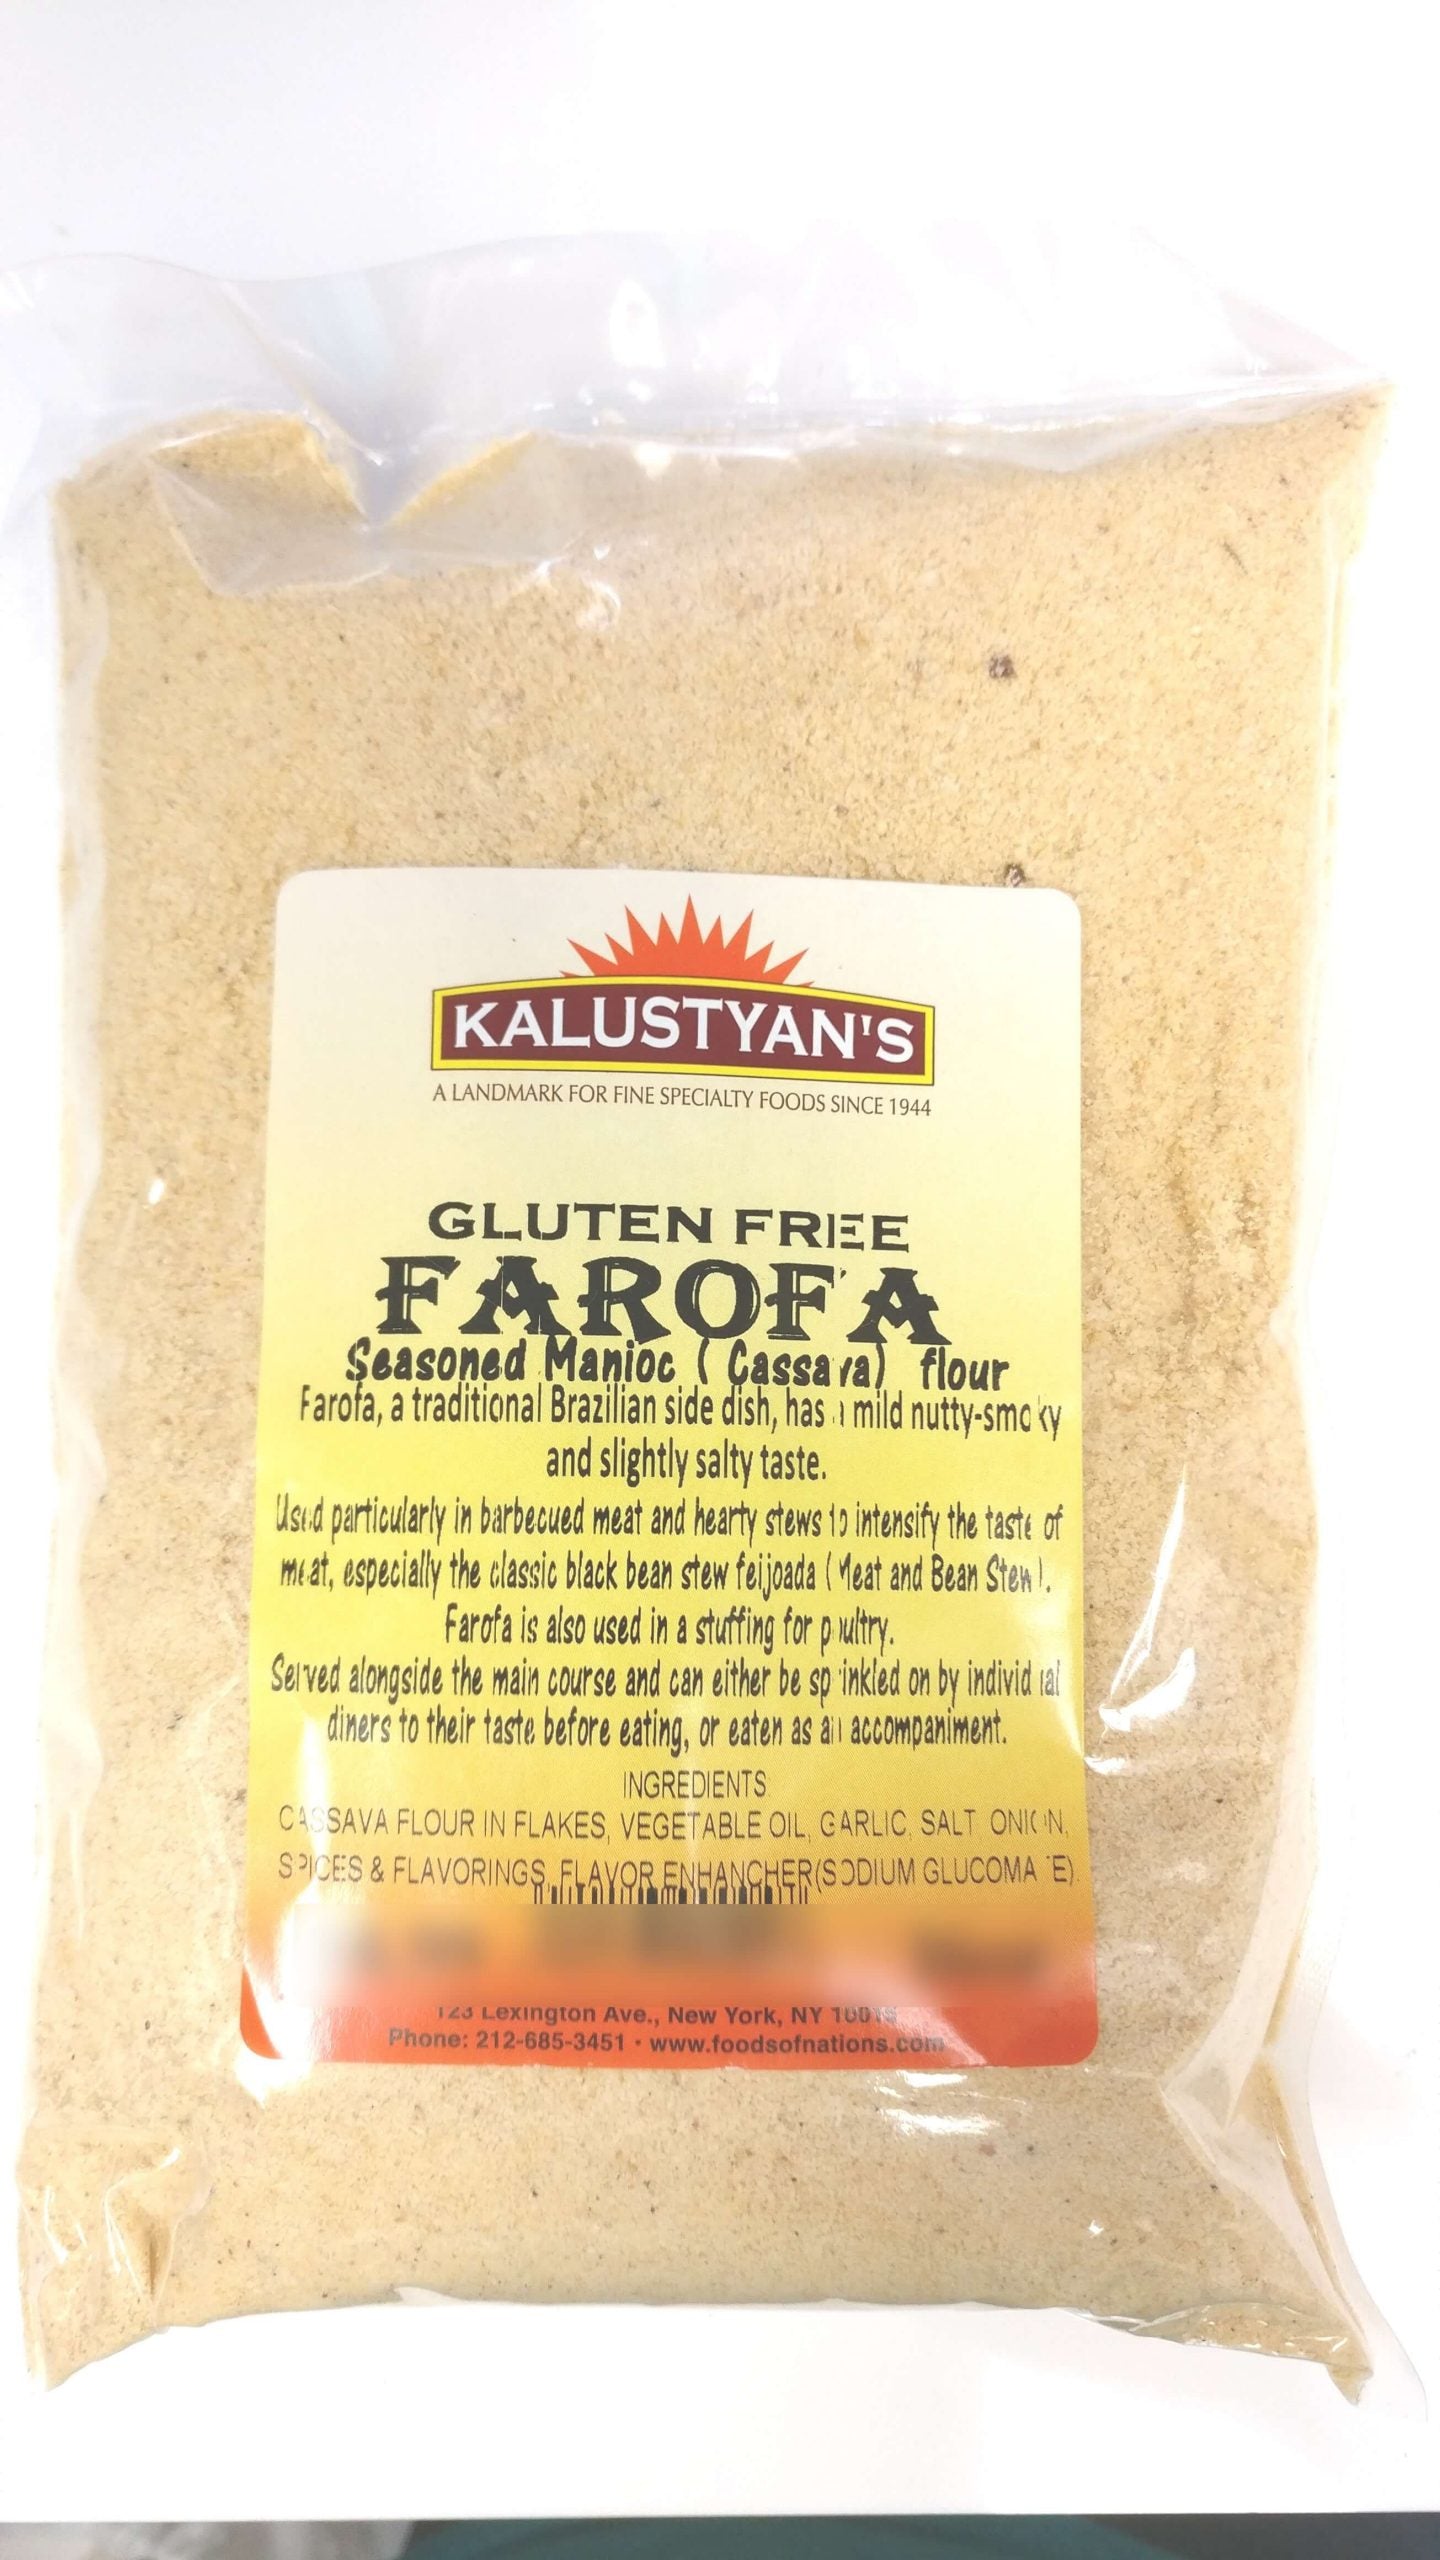 KALUSTYAN'S
A LANDMARK FOR FINE SPECIALTY FOODS SINCE 1944
GLUTEN FREE
FAROFA
Seasoned Manioc ( Cassava) flour
Farofa, a traditional Brazilian side dish, has a mild nutty-smoky
and slightly salty taste.
Used particularly in barbecued meat and hearty stews to intensify the taste of
meat, especially the classic black bean stew feijoada ( Meat and Bean Stew ).
Farofa is also used in a stuffing for poultry.
Served alongside the main course and can either be sprinkled on by individual
diners to their taste before eating, or eaten as an accompaniment.
INGREDIENTS
CASSAVA FLOUR IN FLAKES, VEGETABLE OIL, GARLIC, SALT ONION,
SPICES & FLAVORINGS, FLAVOR ENHANCHER(SODIUM GLUCOMATE).
123 Lexington Ave., New York, NY 10016
Phone: 212-685-3451 • www.foodsofnations.com